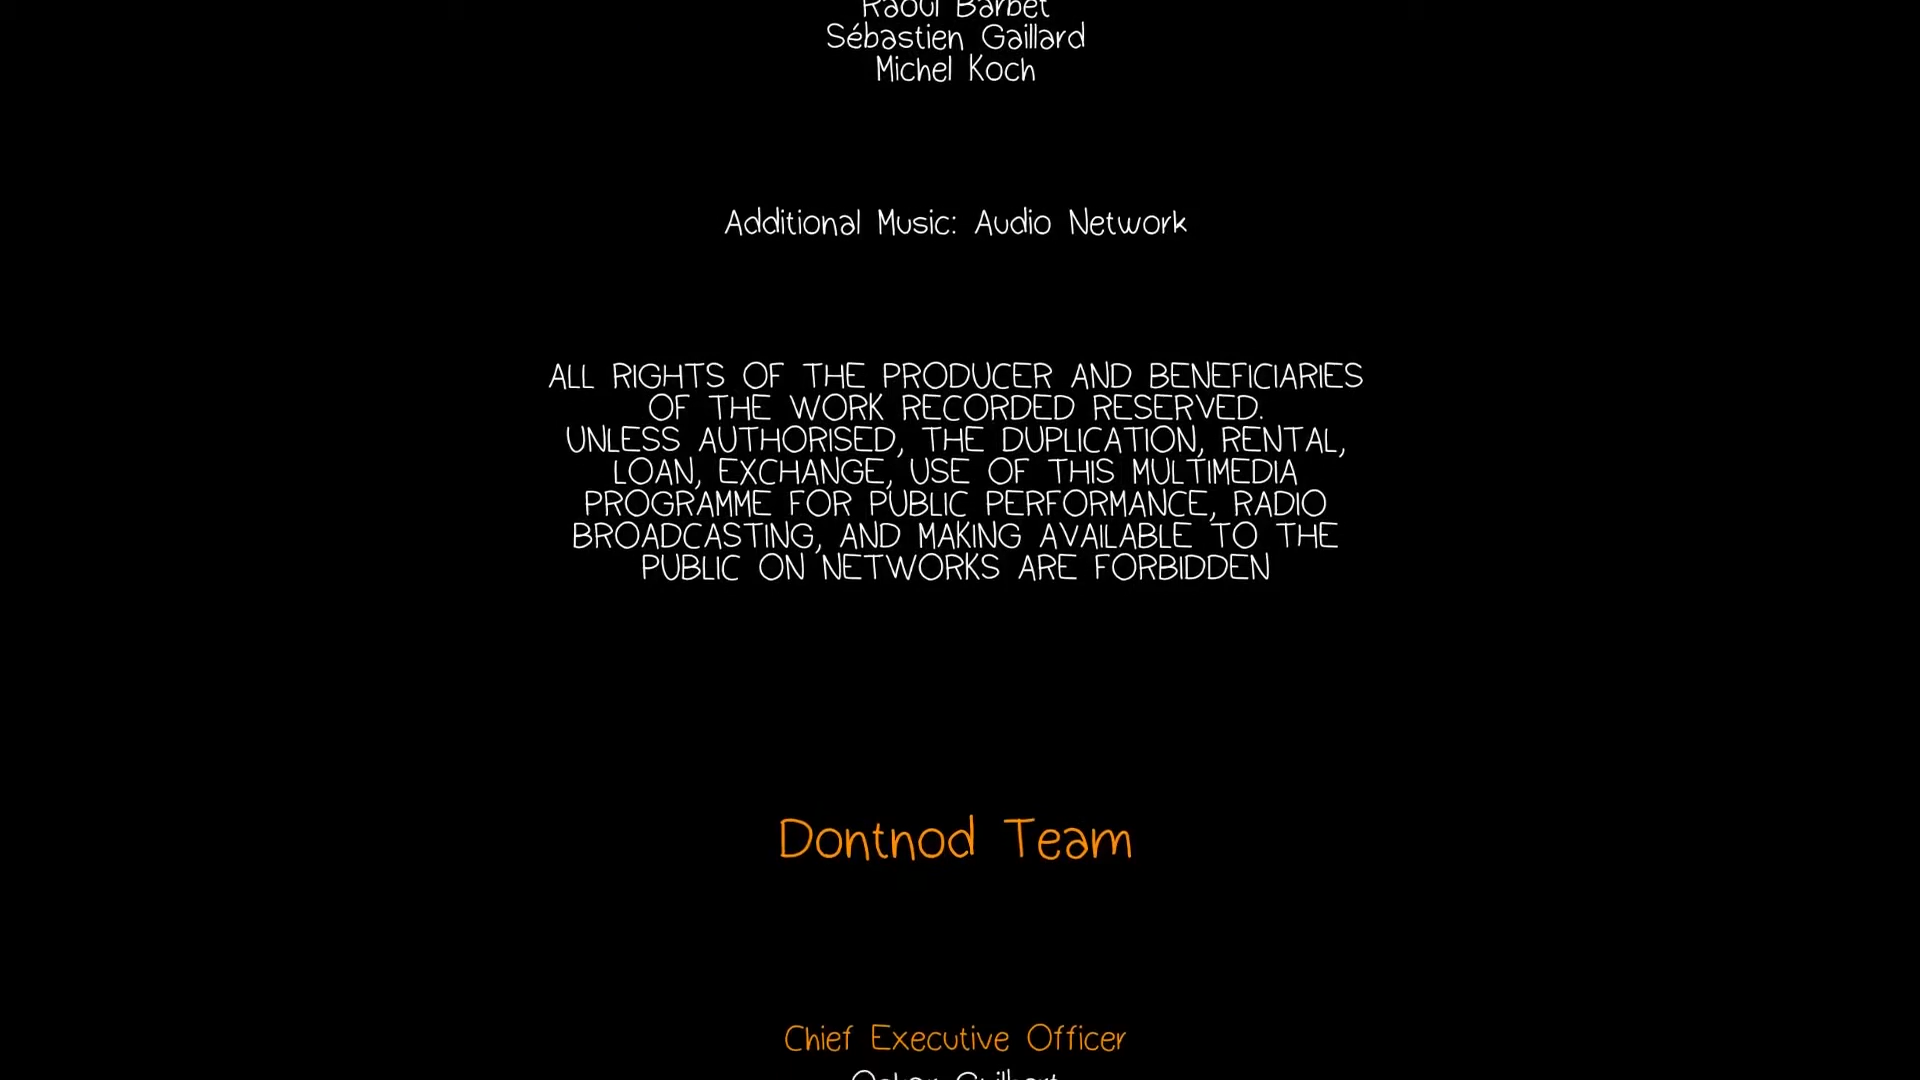 Raoul Barbet
Sébastien Gaillard
Michel Koch
Additional Music: Audio Network
ALL RIGHTS OF THE PRODUCER AND BENEFICIARIES
OF THE WORK RECORDED RESERVED.
UNLESS AUTHORISED, THE DUPLICATION, RENTAL,
LOAN, EXCHANGE, USE OF THIS MULTIMEDIA
PROGRAMME FOR PUBLIC PERFORMANCE, RADIO
BROADCASTING, AND MAKING AVAILABLE TO THE
PUBLIC ON NETWORKS ARE FORBIDDEN
Dontnod Team
Chief Executive Officer